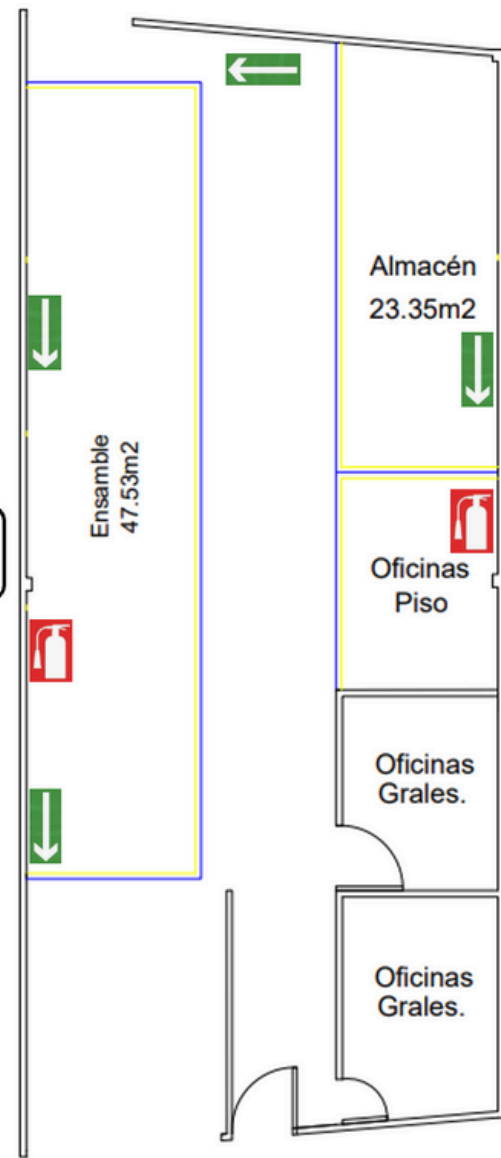 Almacén
23.35m2
Ensamble
47.53m2
Oficinas
Piso
Oficinas
Grales.
Oficinas
Grales.